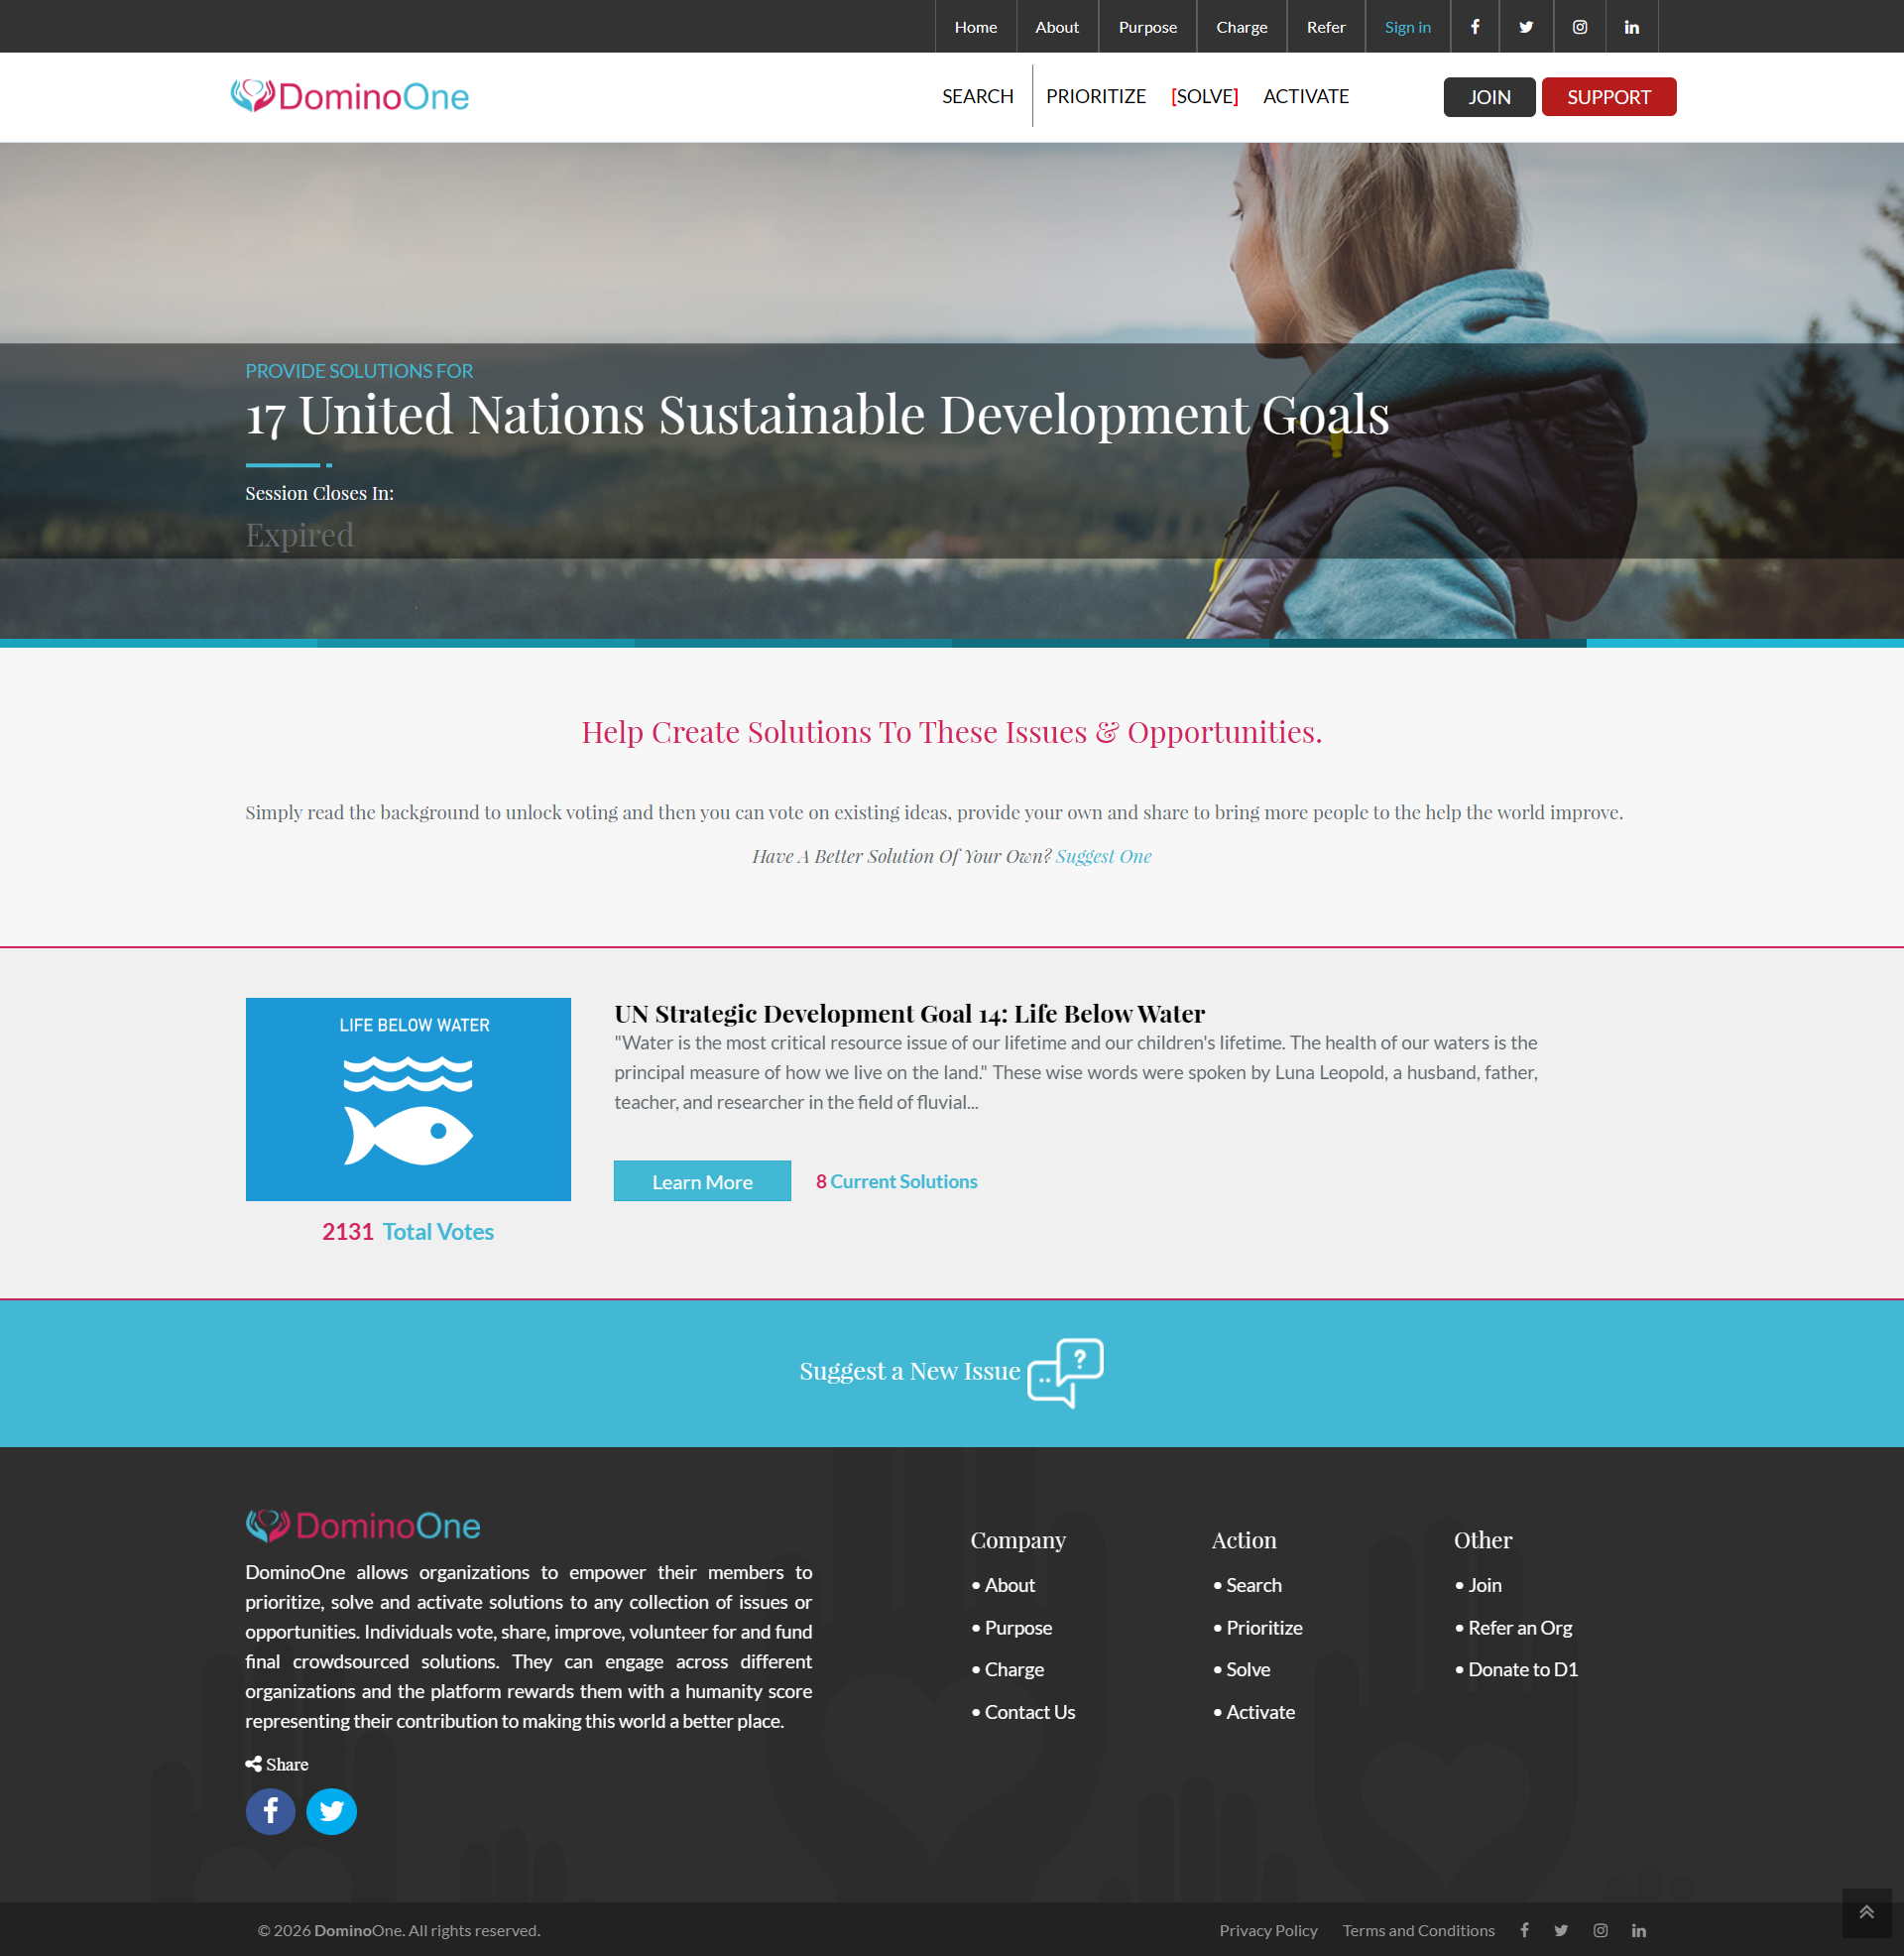 Home About Purpose Charge Refer Sign in
DominoOne
SEARCH PRIORITIZE [SOLVE] ACTIVATE JOIN SUPPORT
PROVIDE SOLUTIONS FOR
17 United Nations Sustainable Development Goals
Session Closes In:
Expired
Help Create Solutions To These Issues & Opportunities.
Simply read the background to unlock voting and then you can vote on existing ideas, provide your own and share to bring more people to the help the world improve.
Have A Better Solution Of Your Own? Suggest One
LIFE BELOW WATER
2131 Total Votes
UN Strategic Development Goal 14: Life Below Water
"Water is the most critical resource issue of our lifetime and our children's lifetime. The health of our waters is the
principal measure of how we live on the land." These wise words were spoken by Luna Leopold, a husband, father,
teacher, and researcher in the field of fluvial...
Learn More 8 Current Solutions
Suggest a New Issue
DominoOne
DominoOne allows organizations to empower their members to
prioritize, solve and activate solutions to any collection of issues or
opportunities. Individuals vote, share, improve, volunteer for and fund
final crowdsourced solutions. They can engage across different
organizations and the platform rewards them with a humanity score
representing their contribution to making this world a better place.
Share
Company
• About
• Purpose
• Charge
• Contact Us
Action
• Search
• Prioritize
• Solve
• Activate
Other
• Join
• Refer an Org
• Donate to D1
© 2026 DominoOne. All rights reserved.
Privacy Policy Terms and Conditions